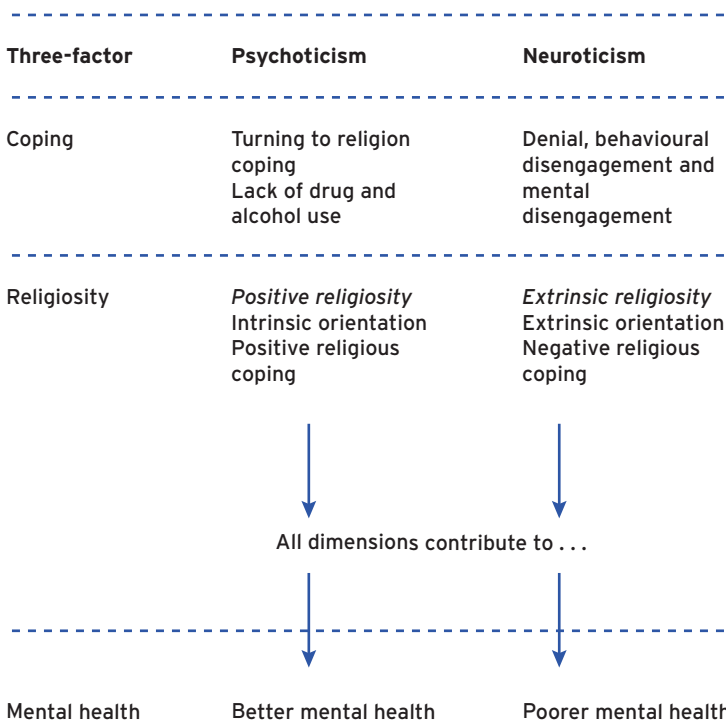 Three-factor Psychoticism Neuroticism
Coping Turning to religion Denial, behavioural
coping disengagement and
Lack of drug and mental
alcohol use disengagement
Religiosity Positive religiosity Extrinsic religiosity
Intrinsic orientation Extrinsic orientation
Positive religious Negative religious
coping coping
All dimensions contribute to . . .
Mental health Better mental health Poorer mental health